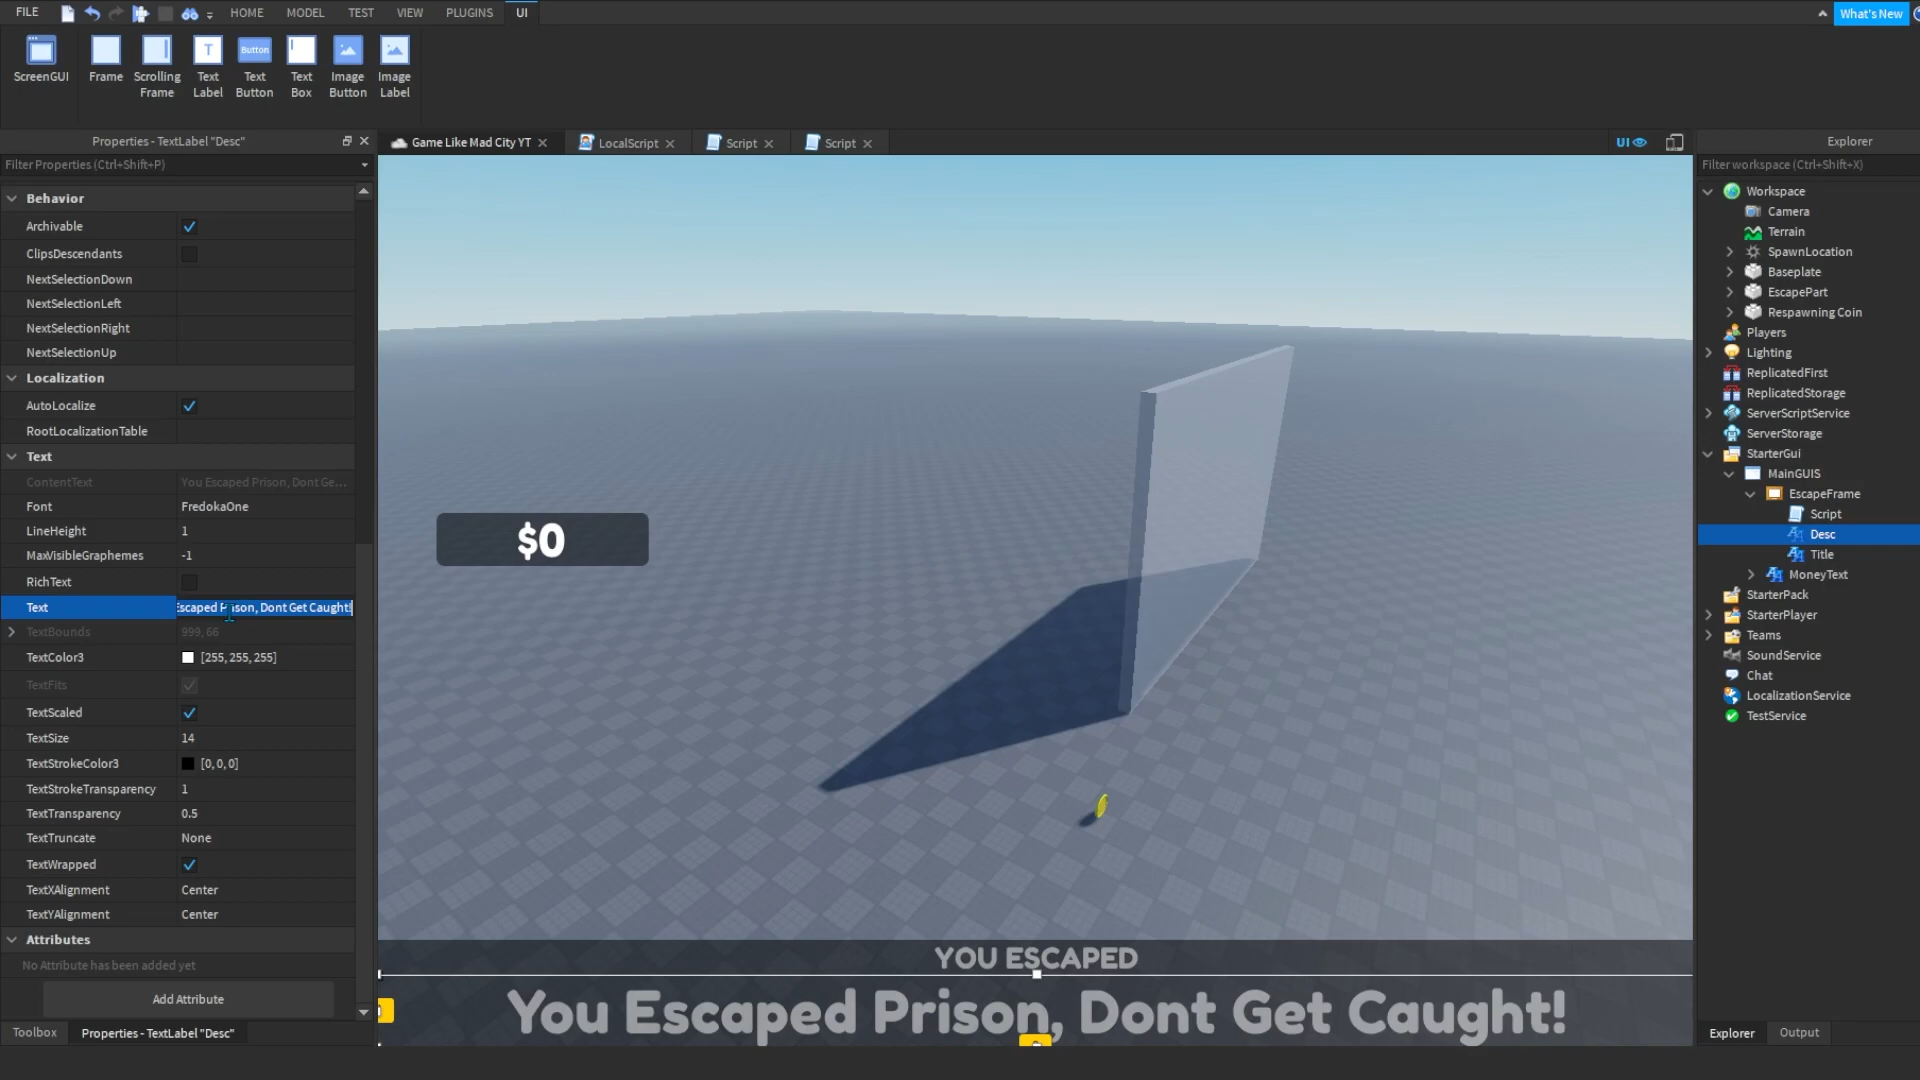 FILE
HOME
MODEL
TEST
VIEW
PLUGINS
UI
What's New
ScreenGUI
Frame
Scrolling
Frame
T
Text
Label
Button
Text
Button
Text
Box
Image
Button
Image
Label
Properties - TextLabel "Desc"
Filter Properties (Ctrl+Shift+P)
Behavior
Archivable
ClipsDescendants
NextSelectionDown
NextSelectionLeft
NextSelectionRight
NextSelectionUp
Localization
AutoLocalize
RootLocalizationTable
Text
ContentText You Escaped Prison, Dont Ge...
Font FredokaOne
LineHeight 1
MaxVisibleGraphemes -1
RichText
Text Escaped Prison, Dont Get Caught!
TextBounds 999, 66
TextColor3 [255, 255, 255]
TextFits
TextScaled
TextSize 14
TextStrokeColor3 [0, 0, 0]
TextStrokeTransparency 1
TextTransparency 0.5
TextTruncate None
TextWrapped
TextXAlignment Center
TextYAlignment Center
Attributes
No Attribute has been added yet
Add Attribute
Toolbox
Properties - TextLabel "Desc"
Game Like Mad City YT
LocalScript
Script
Script
UI
$0
YOU ESCAPED
You Escaped Prison, Dont Get Caught!
Explorer
Filter workspace (Ctrl+Shift+X)
Workspace
Camera
Terrain
SpawnLocation
Baseplate
EscapePart
Respawning Coin
Players
Lighting
ReplicatedFirst
ReplicatedStorage
ServerScriptService
ServerStorage
StarterGui
MainGUIS
EscapeFrame
Script
Desc
Title
MoneyText
StarterPack
StarterPlayer
Teams
SoundService
Chat
LocalizationService
TestService
Explorer
Output